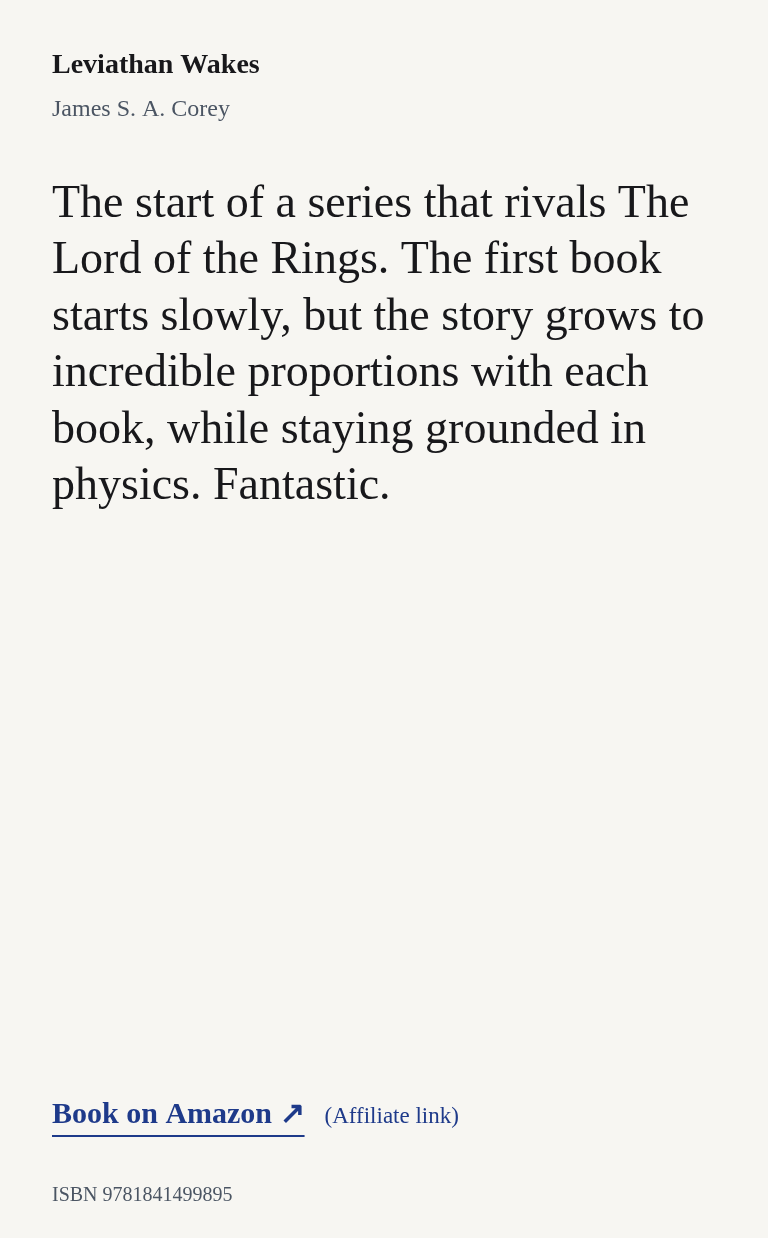 Leviathan Wakes
James S. A. Corey
The start of a series that rivals The
Lord of the Rings. The first book
starts slowly, but the story grows to
incredible proportions with each
book, while staying grounded in
physics. Fantastic.
Book on Amazon ↗ (Affiliate link)
ISBN 9781841499895